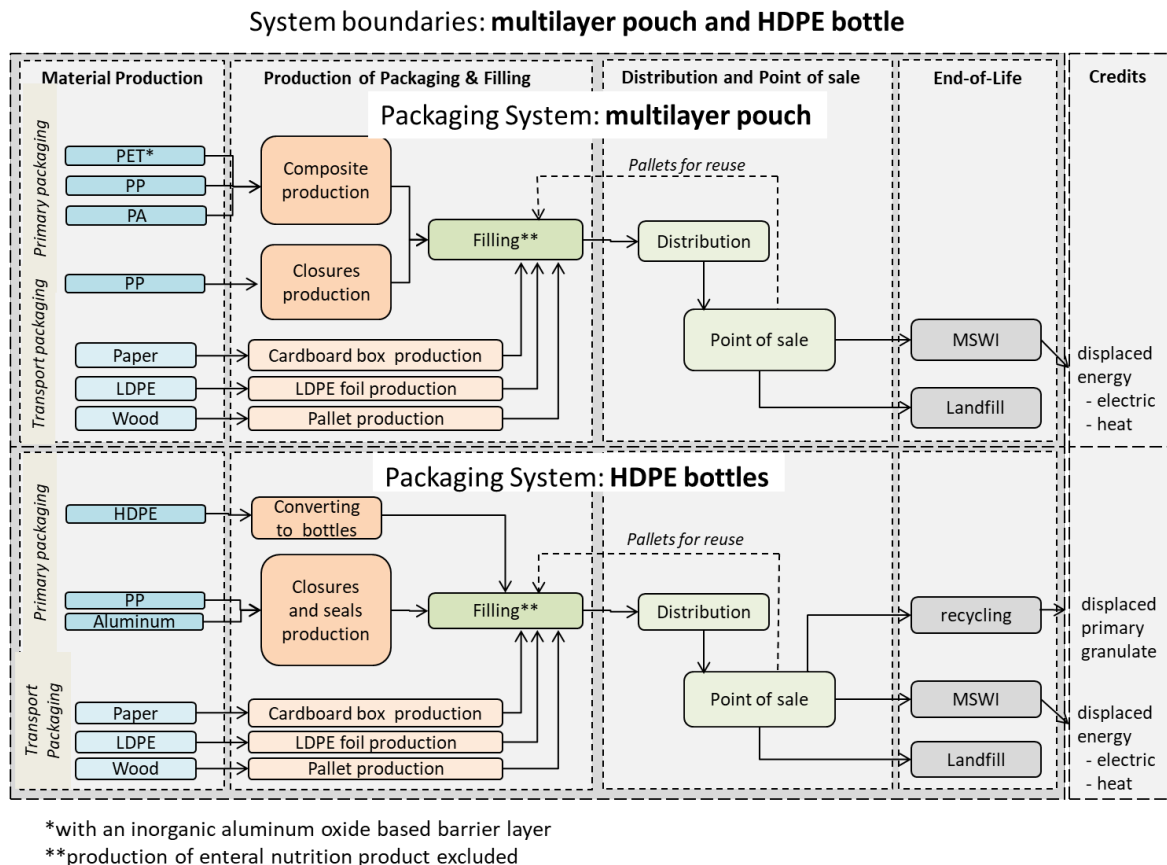 System boundaries: multilayer pouch and HDPE bottle
Material Production
Production of Packaging & Filling
Distribution and Point of sale
End-of-Life
Credits
Packaging System: multilayer pouch
Primary packaging
PET*
PP
PA
Composite
production
Pallets for reuse
Filling**
Distribution
PP
Closures
production
Transport packaging
Point of sale
MSWI
Paper
Cardboard box production
LDPE
LDPE foil production
Landfill
Wood
Pallet production
displaced
energy
- electric
- heat
Packaging System: HDPE bottles
Primary packaging
HDPE
Converting
to bottles
Pallets for reuse
PP
Aluminum
Closures
and seals
production
Filling**
Distribution
recycling
displaced
primary
granulate
Transport
Packaging
Point of sale
MSWI
Paper
Cardboard box production
LDPE
LDPE foil production
Landfill
Wood
Pallet production
displaced
energy
- electric
- heat
*with an inorganic aluminum oxide based barrier layer
**production of enteral nutrition product excluded